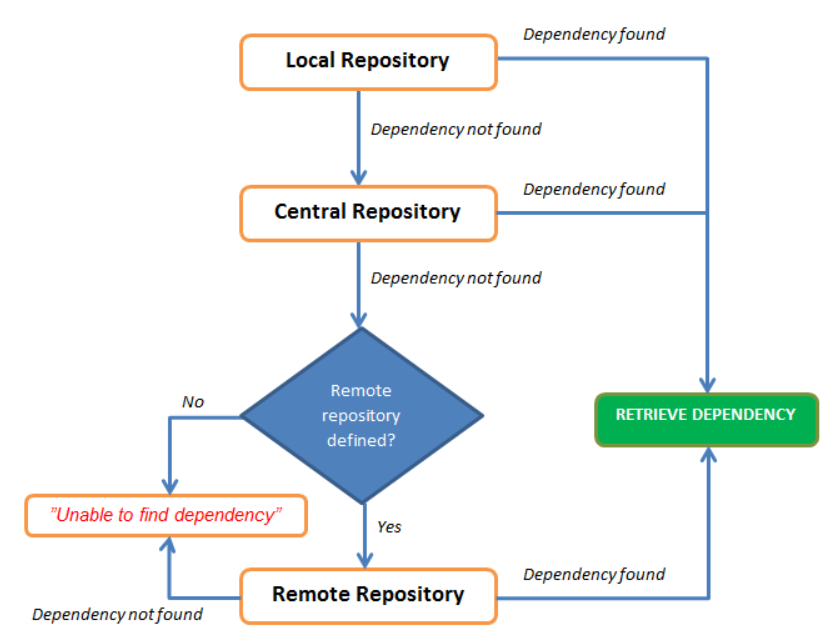 Dependency found
Local Repository
Dependency not found
Dependency found
Central Repository
Dependency not found
Remote
repository
defined?
No
RETRIEVE DEPENDENCY
"Unable to find dependency"
Yes
Dependency found
Remote Repository
Dependency not found